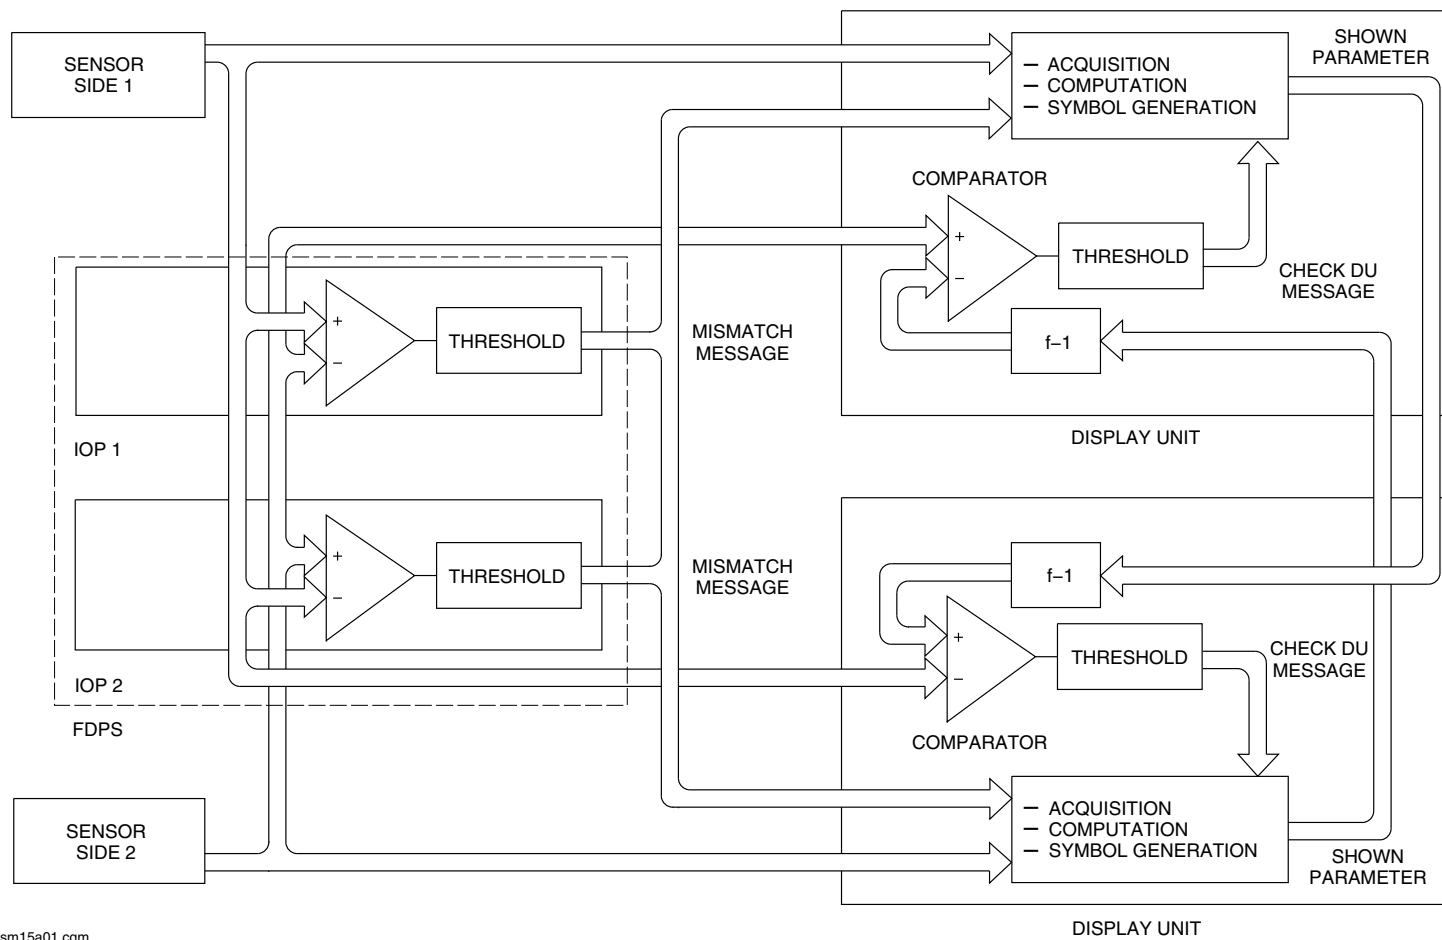 SENSOR
SIDE 1
– ACQUISITION
– COMPUTATION
– SYMBOL GENERATION
SHOWN
PARAMETER
COMPARATOR
+
−
THRESHOLD
CHECK DU
MESSAGE
f−1
DISPLAY UNIT
+
−
THRESHOLD
MISMATCH
MESSAGE
IOP 1
+
−
THRESHOLD
MISMATCH
MESSAGE
IOP 2
FDPS
f−1
+
−
THRESHOLD
CHECK DU
MESSAGE
COMPARATOR
SENSOR
SIDE 2
– ACQUISITION
– COMPUTATION
– SYMBOL GENERATION
SHOWN
PARAMETER
DISPLAY UNIT
sm15a01.cgm